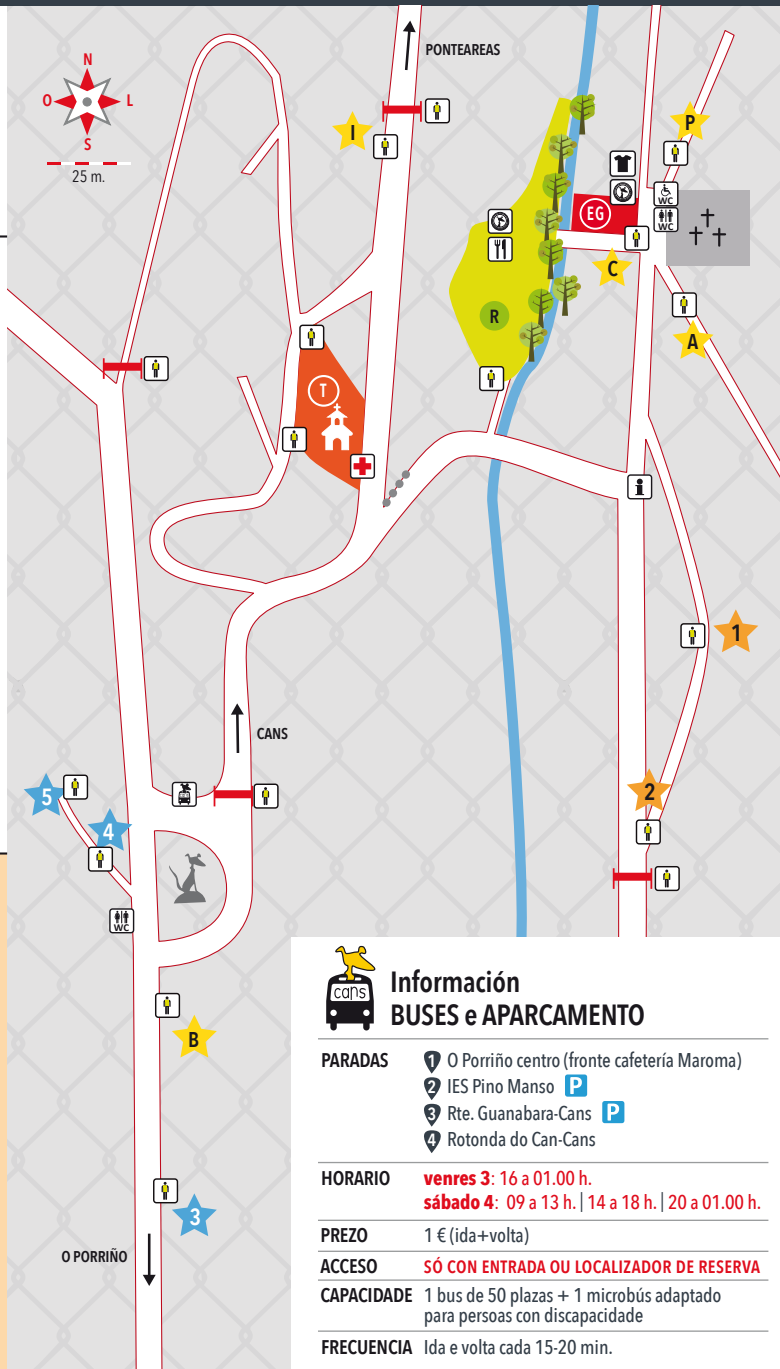 N
O
L
S
25 m.
PONTEAREAS
I
P
WC
WC
EG
C
R
A
T
1
CANS
5
4
2
WC
B
3
O PORRIÑO
cans
Información
BUSES e APARCAMENTO
PARADAS
1 O Porriño centro (fronte cafetería Maroma)
2 IES Pino Manso P
3 Rte. Guanabara-Cans P
4 Rotonda do Can-Cans
HORARIO
venres 3: 16 a 01.00 h.
sábado 4: 09 a 13 h. | 14 a 18 h. | 20 a 01.00 h.
PREZO 1 € (ida+volta)
ACCESO SÓ CON ENTRADA OU LOCALIZADOR DE RESERVA
CAPACIDADE 1 bus de 50 plazas + 1 microbús adaptado
para persoas con discapacidade
FRECUENCIA Ida e volta cada 15-20 min.